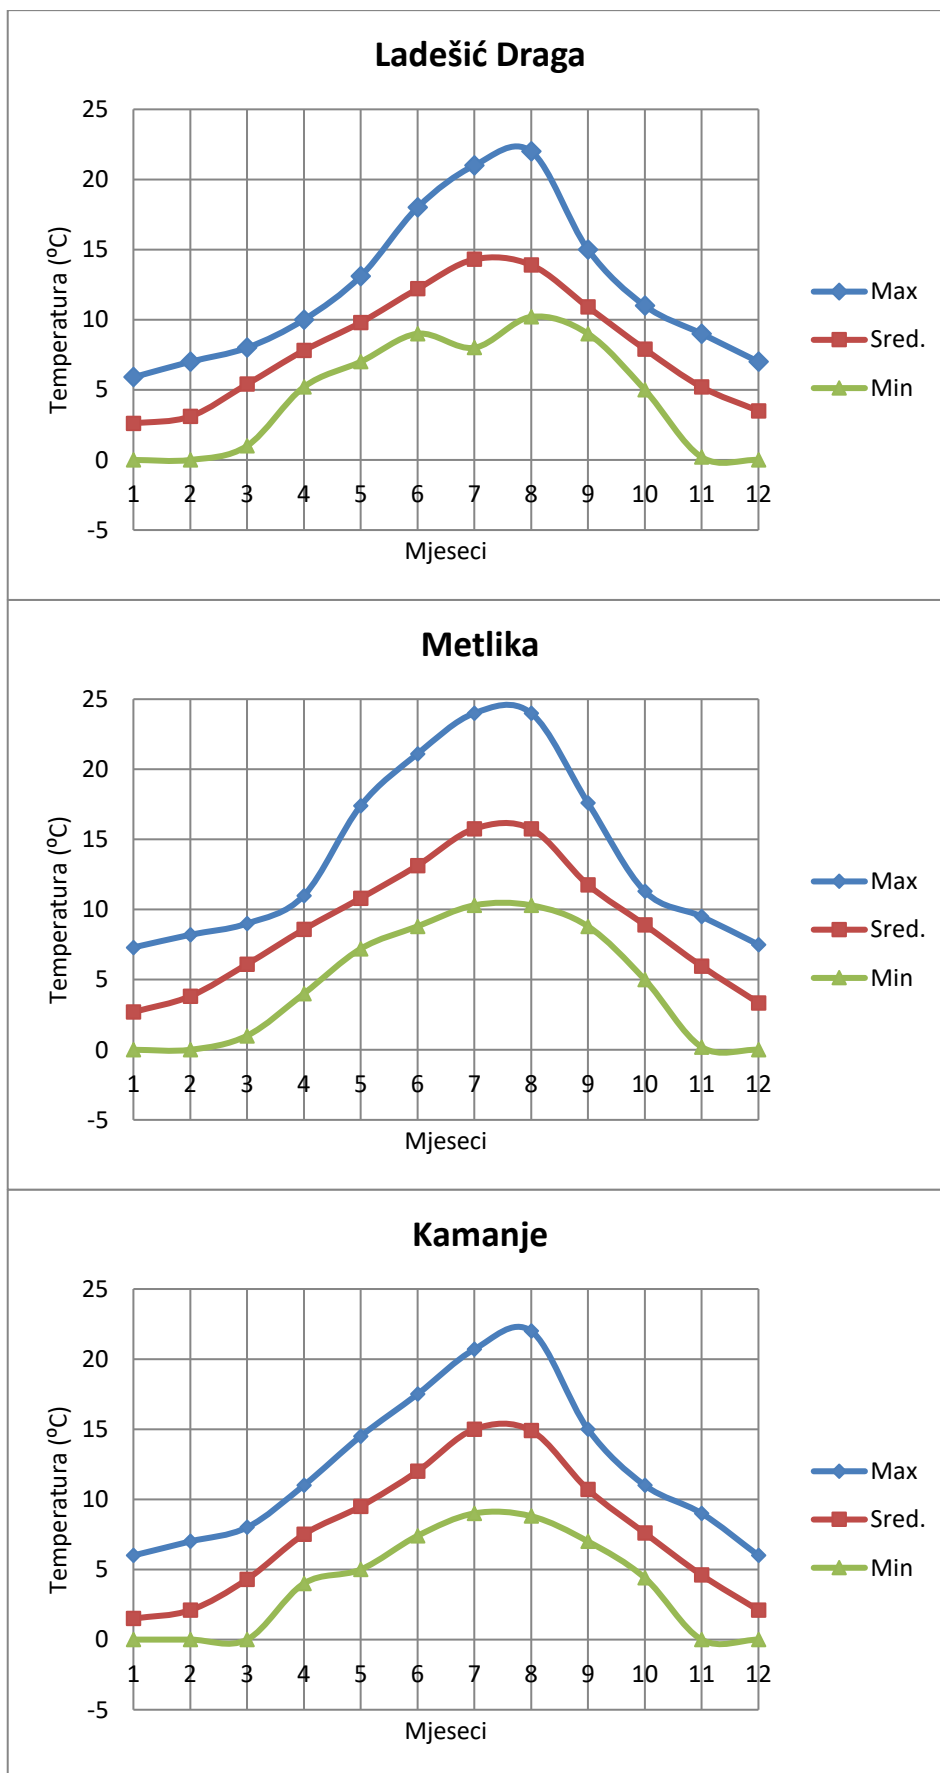 Ladešić Draga
25
20
15
10
5
0
-5
Temperatura (⁰C)
1 2 3 4 5 6 7 8 9 10 11 12
Mjeseci
Max
Sred.
Min
Metlika
25
20
15
10
5
0
-5
Temperatura (⁰C)
1 2 3 4 5 6 7 8 9 10 11 12
Mjeseci
Max
Sred.
Min
Kamanje
25
20
15
10
5
0
-5
Temperatura (⁰C)
1 2 3 4 5 6 7 8 9 10 11 12
Mjeseci
Max
Sred.
Min